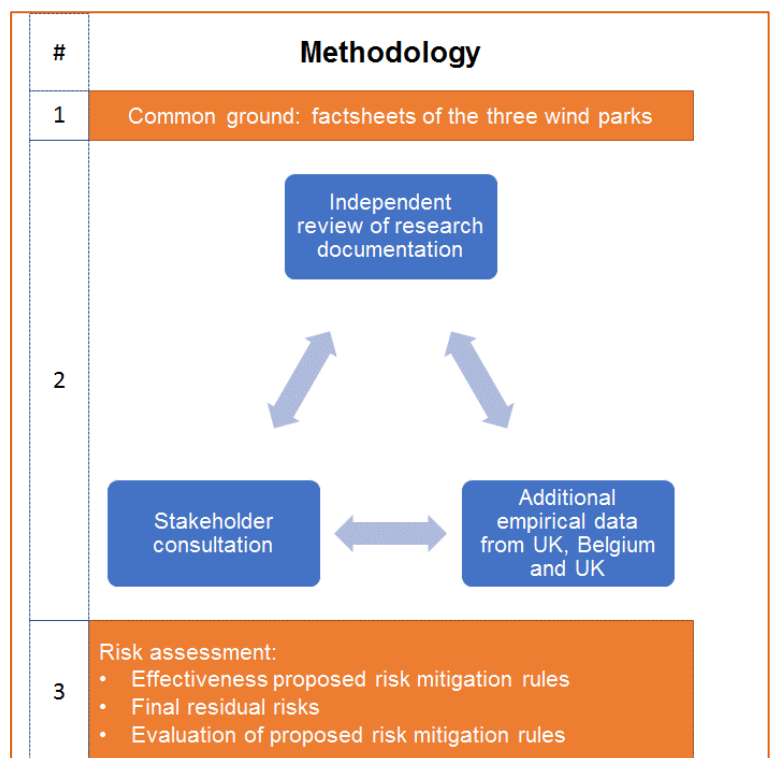 # Methodology
1 Common ground: factsheets of the three wind parks
Independent
review of research
documentation
2
Stakeholder
consultation
Additional
empirical data
from UK, Belgium
and UK
3
Risk assessment:
• Effectiveness proposed risk mitigation rules
• Final residual risks
• Evaluation of proposed risk mitigation rules